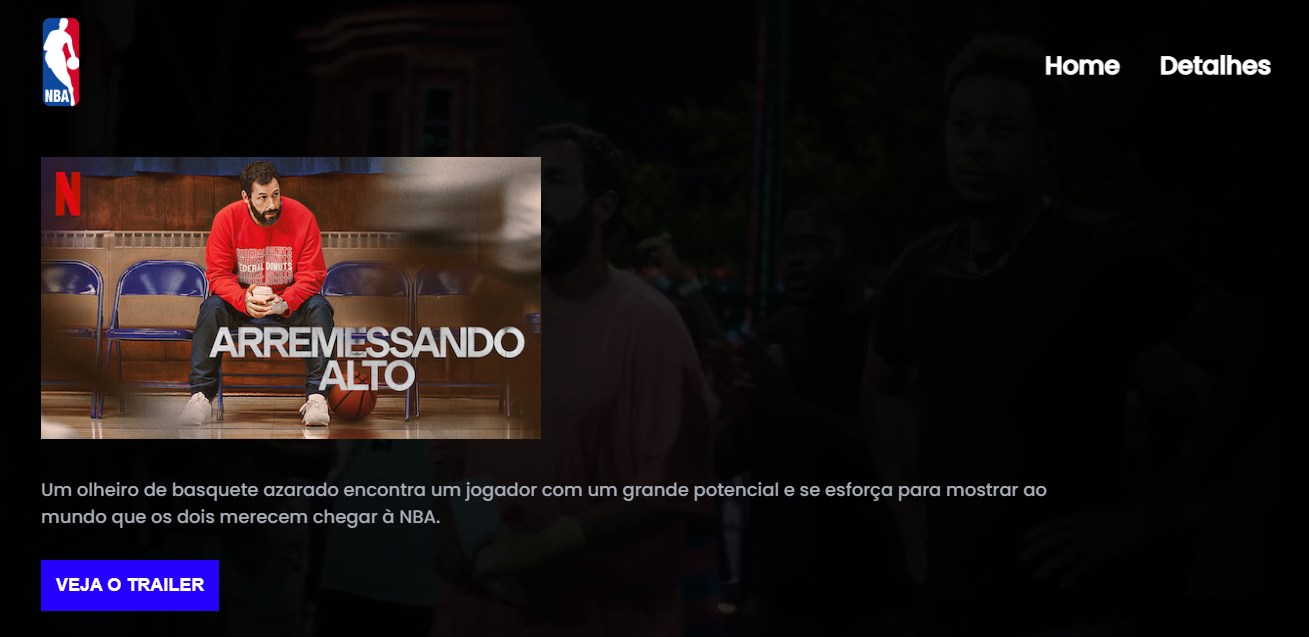 NBA
Home Detalhes
N
FEDERAL DONUTS
ARREMESSANDO
ALTO
Um olheiro de basquete azarado encontra um jogador com um grande potencial e se esforça para mostrar ao
mundo que os dois merecem chegar à NBA.
VEJA O TRAILER